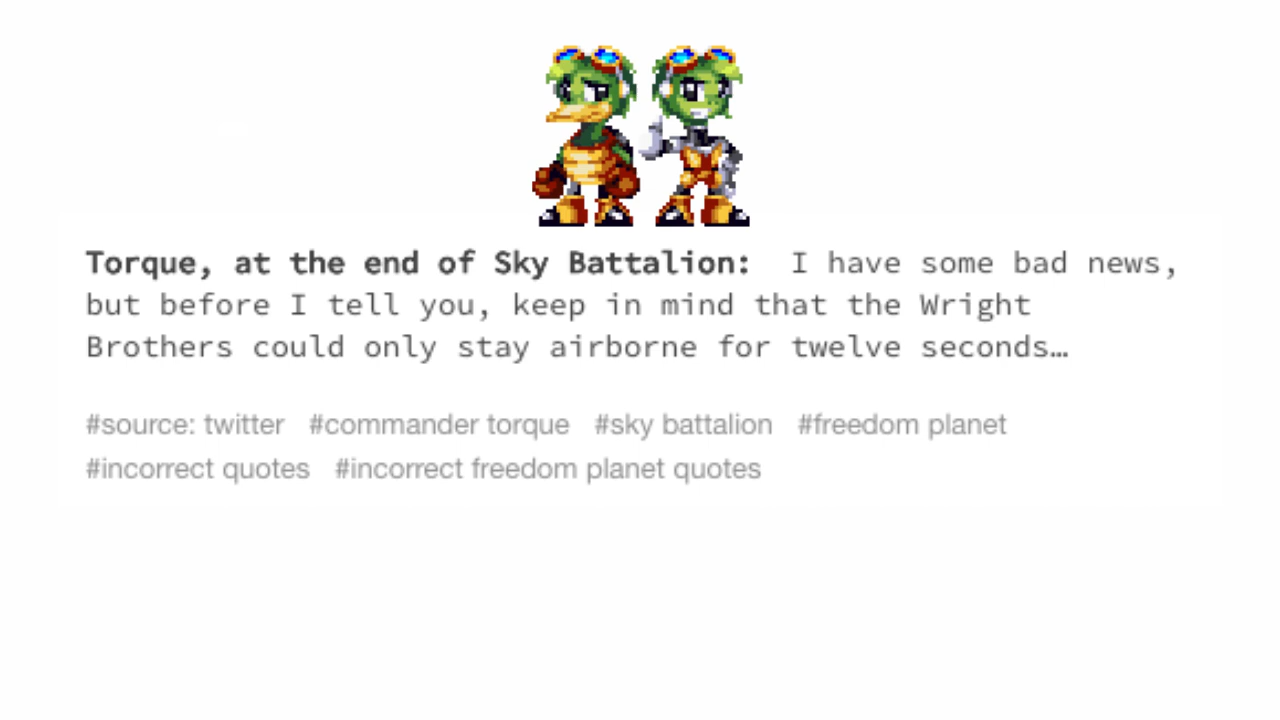 Torque, at the end of Sky Battalion: I have some bad news,
but before I tell you, keep in mind that the Wright
Brothers could only stay airborne for twelve seconds…
#source: twitter #commander torque #sky battalion #freedom planet
#incorrect quotes #incorrect freedom planet quotes